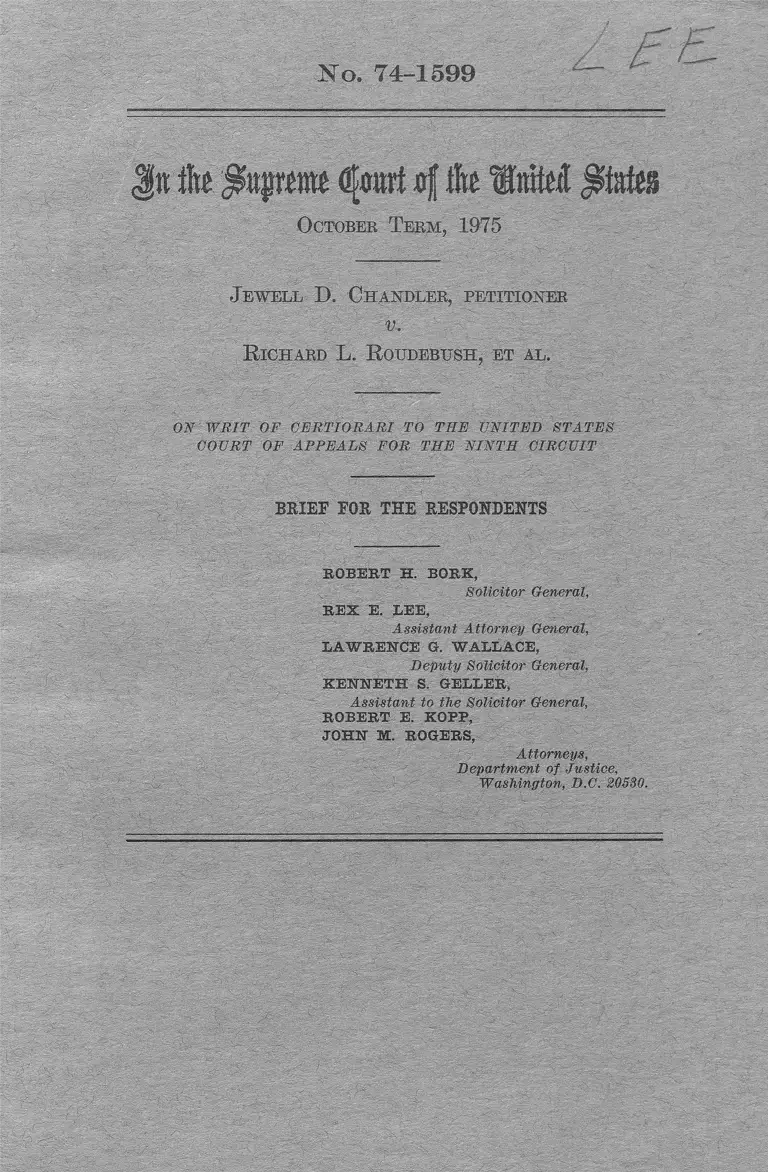 LEE
No. 74–1599
In the Supreme Court of the United States
OCTOBER TERM, 1975
JEWELL D. CHANDLER, PETITIONER
v.
RICHARD L. ROUDEBUSH, ET AL.
ON WRIT OF CERTIORARI TO THE UNITED STATES
COURT OF APPEALS FOR THE NINTH CIRCUIT
BRIEF FOR THE RESPONDENTS
ROBERT H. BORK,
Solicitor General,
REX E. LEE,
Assistant Attorney General,
LAWRENCE G. WALLACE,
Deputy Solicitor General,
KENNETH S. GELLER,
Assistant to the Solicitor General,
ROBERT E. KOPP,
JOHN M. ROGERS,
Attorneys,
Department of Justice,
Washington, D.C. 20530.